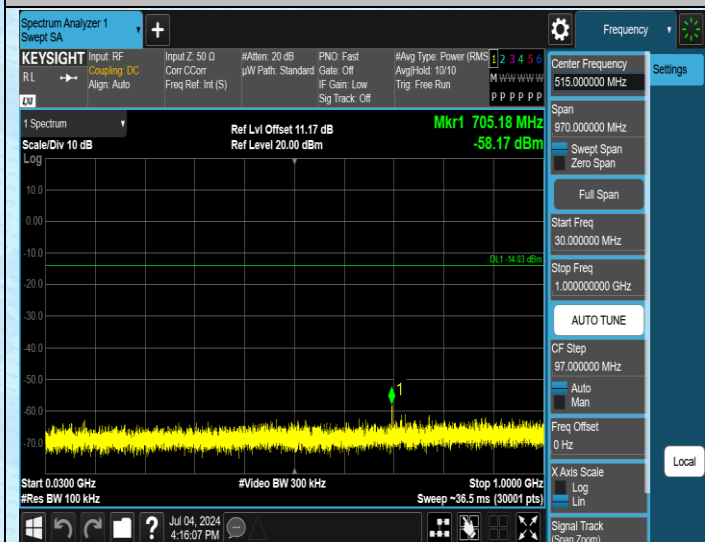 Spectrum Analyzer 1
Swept SA
+
Frequency
KEYSIGHT
RL
LXI
Input: RF
Coupling: DC
Align: Auto
Input Z: 50 Ω
Corr CCorr
Freq Ref: Int (S)
#Atten: 20 dB
µW Path: Standard
PNO: Fast
Gate: Off
IF Gain: Low
Sig Track: Off
#Avg Type: Power (RMS
Avg|Hold: 10/10
Trig: Free Run
1 2 3 4 5 6
M W W W W W
P P P P P P
1 Spectrum
Scale/Div 10 dB
Log
Ref Lvl Offset 11.17 dB
Ref Level 20.00 dBm
Mkr1 705.18 MHz
-58.17 dBm
10.0
0.00
-10.0
DL1 -14.03 dBm
-20.0
-30.0
-40.0
-50.0
1
-60.0
-70.0
Start 0.0300 GHz
#Res BW 100 kHz
#Video BW 300 kHz
Stop 1.0000 GHz
Sweep ~36.5 ms (30001 pts)
Center Frequency
515.000000 MHz
Span
970.000000 MHz
Swept Span
Zero Span
Full Span
Start Freq
30.000000 MHz
Stop Freq
1.000000000 GHz
AUTO TUNE
CF Step
97.000000 MHz
Auto
Man
Freq Offset
0 Hz
X Axis Scale
Log
Lin
Signal Track
(Span Zoom)
Settings
Local
?
Jul 04, 2024
4:16:07 PM